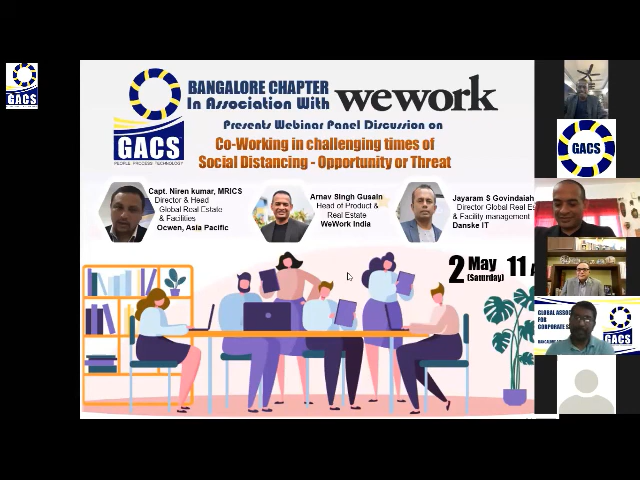 GACS
BANGALORE CHAPTER
In Association With
wework
GACS
PEOPLE. PROCESS. TECHNOLOGY
Presents Webinar Panel Discussion on
Co-Working in challenging times of
Social Distancing - Opportunity or Threat
Capt. Niren kumar, MRICS
Director & Head
Global Real Estate
& Facilities
Ocwen, Asia Pacific
Arnav Singh Gusain
Head of Product &
Real Estate
WeWork India
Jayaram S Govindaiah
Director Global Real Es
& Facility management
Danske IT
2 May 11
(Saturday)
GACS
GLOBAL ASSOC
FOR
CORPORATE S
GACS